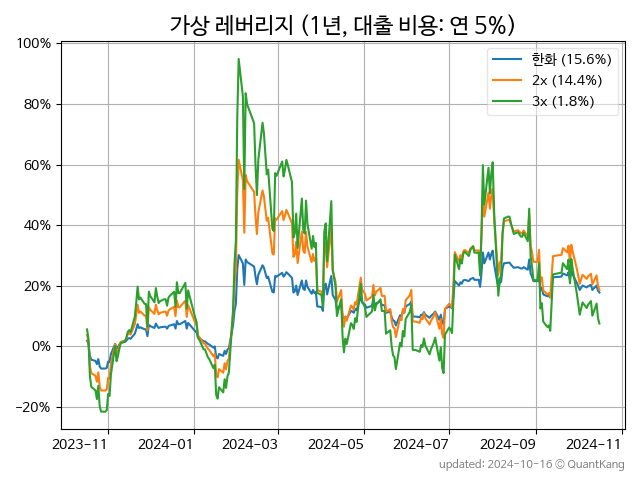 가상 레버리지 (1년, 대출 비용: 연 5%)
한화 (15.6%)
2x (14.4%)
3x (1.8%)
100%
80%
60%
40%
20%
0%
−20%
2023-11
2024-01
2024-03
2024-05
2024-07
2024-09
2024-11
updated: 2024-10-16 © QuantKang